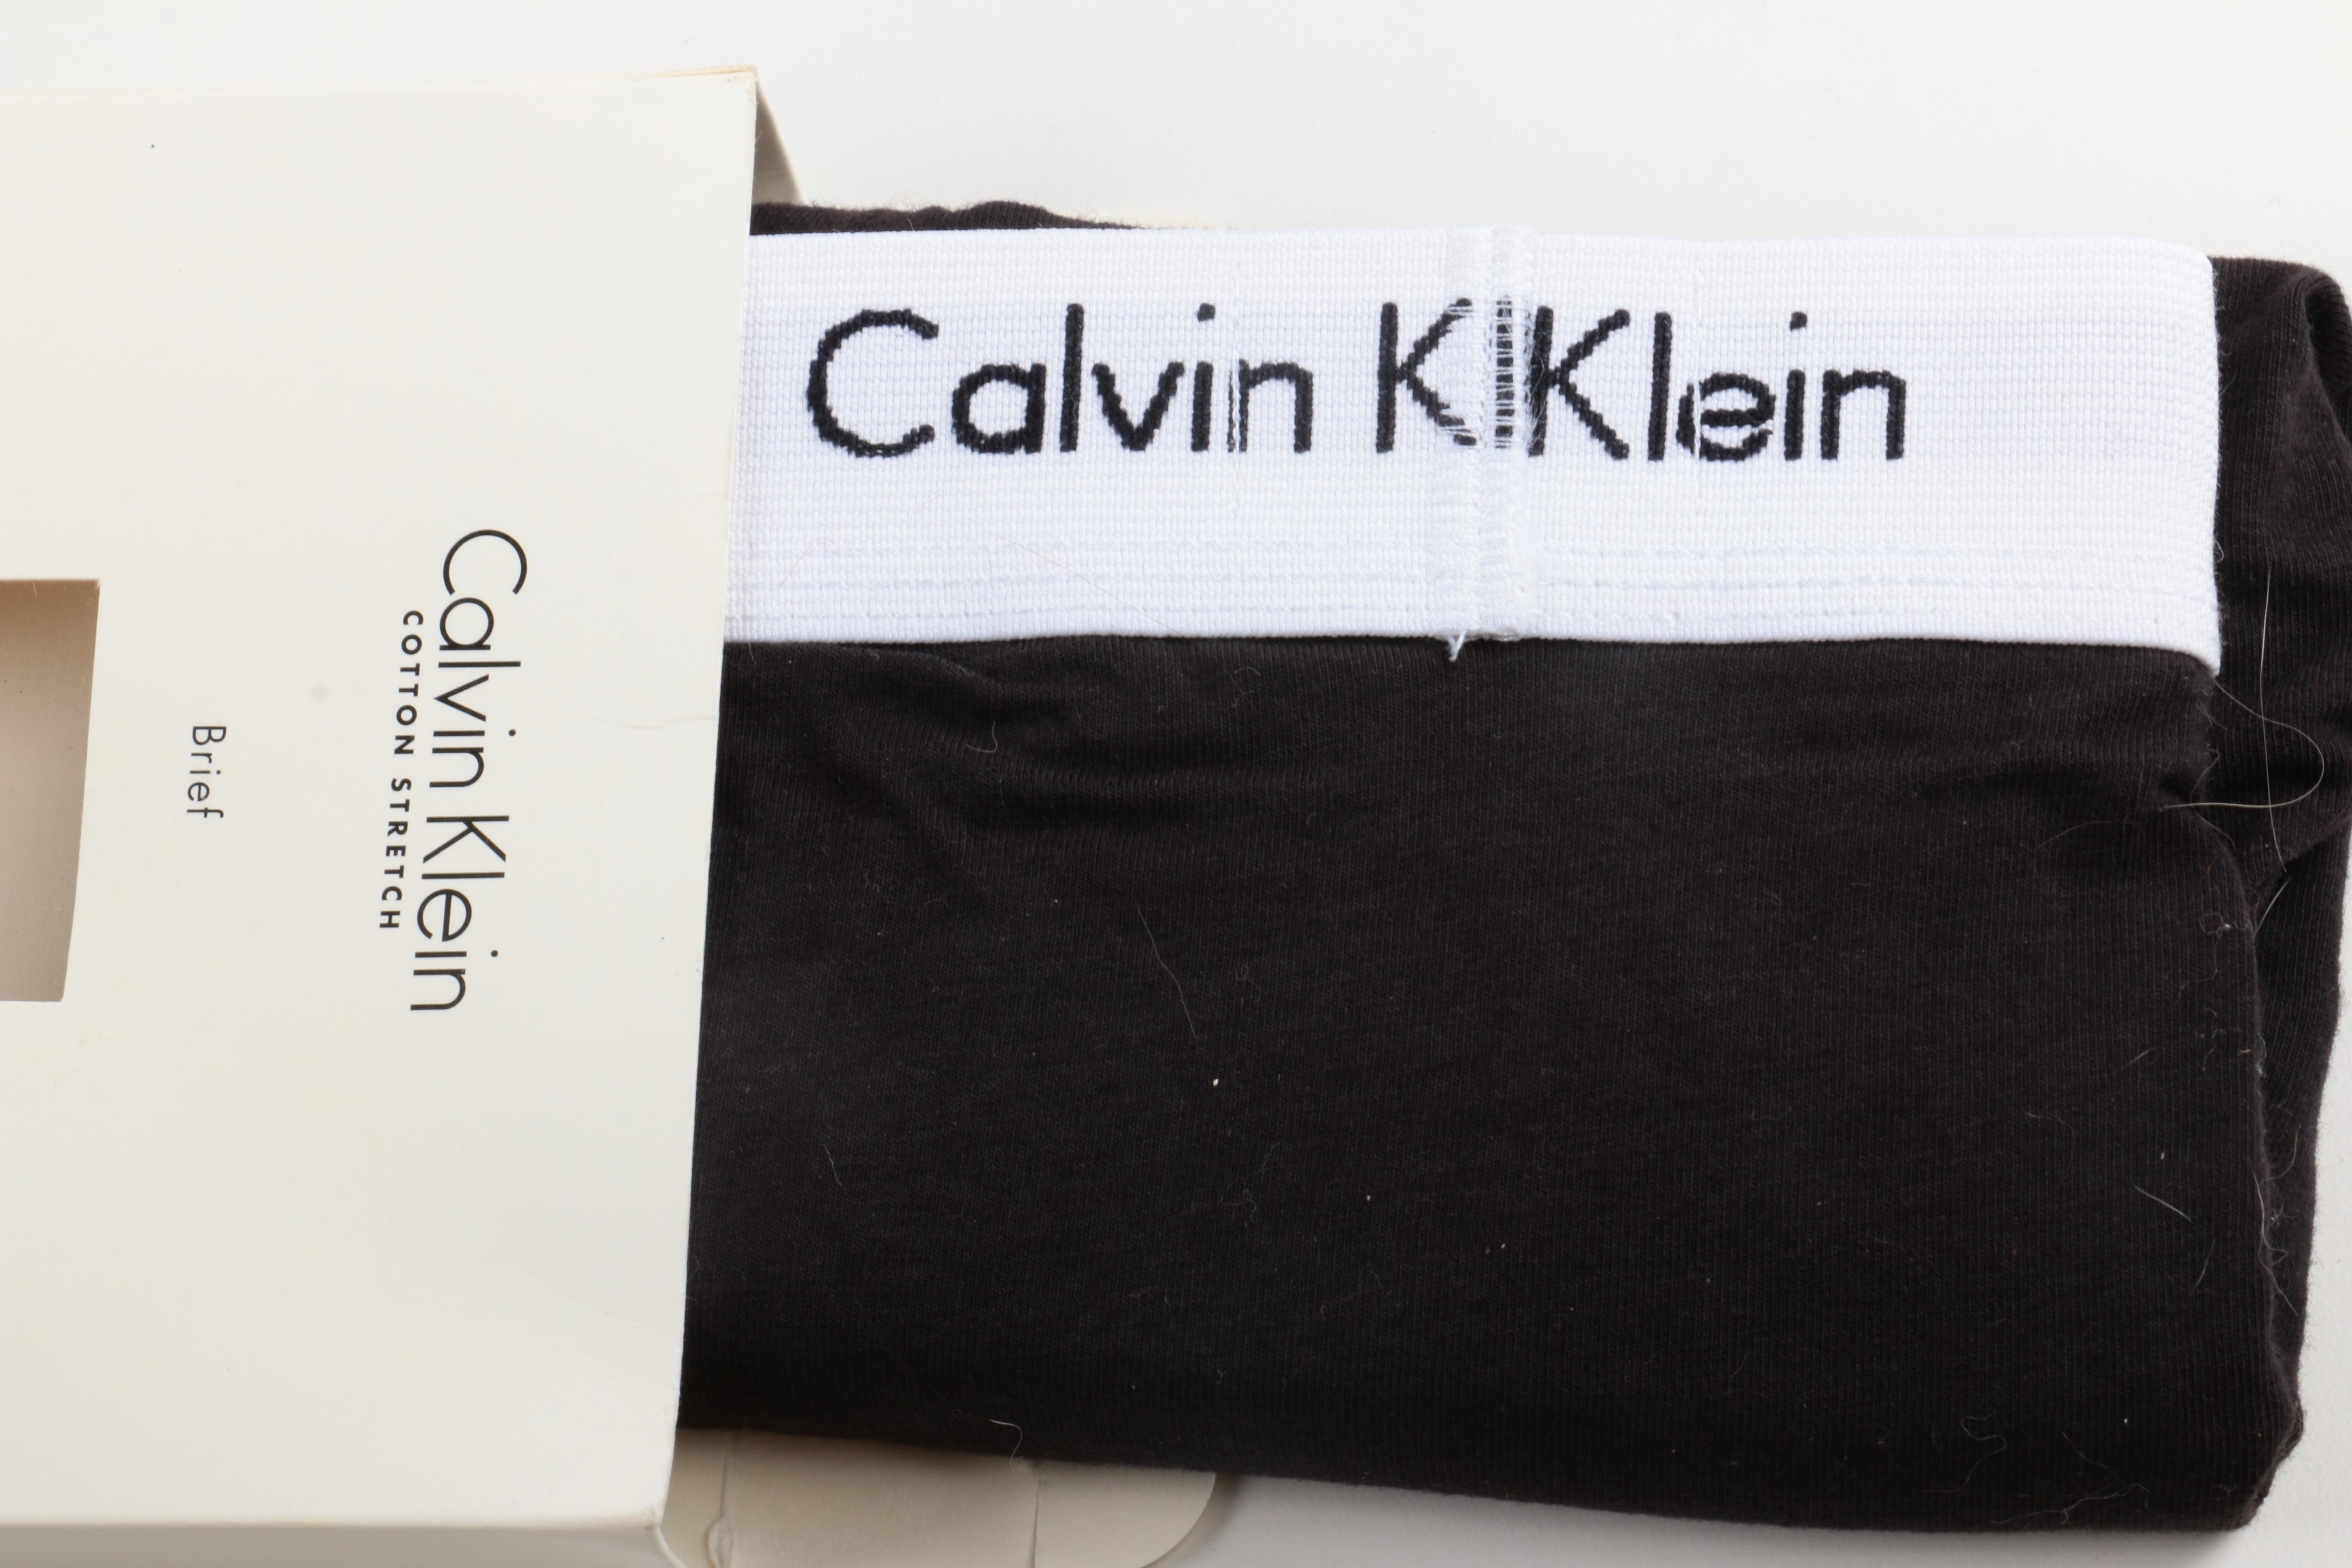 Calvin K Klein
Calvin Klein
COTTON STRETCH
Brief